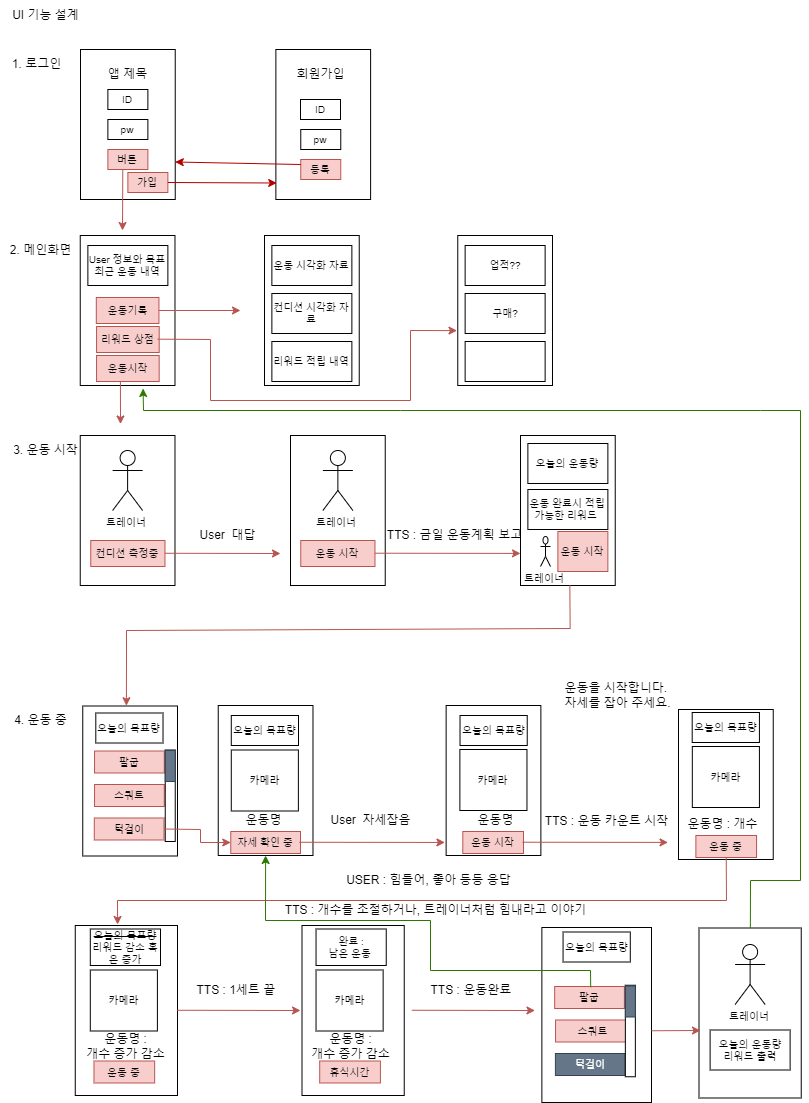 UI 기능 설계
1. 로그인
앱 제목
ID
pw
버튼
가입
회원가입
ID
pw
등록
2. 메인화면
User 정보와 목표
최근 운동 내역
운동기록
리워드 상점
운동시작
운동 시각화 자료
컨디션 시각화 자
료
리워드 적립 내역
업적??
구매?
3. 운동 시작
트레이너
컨디션 측정중
User 대답
트레이너
운동 시작
TTS : 금일 운동계획 보고
오늘의 운동량
운동 완료시 적립
가능한 리워드
트레이너
운동 시작
4. 운동 중
오늘의 목표량
팔굽
스쿼트
턱걸이
오늘의 목표량
카메라
운동명
자세 확인 중
User 자세잡음
오늘의 목표량
카메라
운동명
운동 시작
TTS : 운동 카운트 시작
운동을 시작합니다.
자세를 잡아 주세요.
오늘의 목표량
카메라
운동명 : 개수
운동 중
USER : 힘들어, 좋아 등등 응답
TTS : 개수를 조절하거나, 트레이너처럼 힘내라고 이야기
오늘의 목표량
리워드 감소 혹
은 증가
카메라
운동명 :
개수 증가 감소
운동 중
TTS : 1세트 끝
완료 :
남은 운동
카메라
운동명 :
개수 증가 감소
휴식시간
TTS : 운동완료
오늘의 목표량
팔굽
스쿼트
턱걸이
트레이너
오늘의 운동량
리워드 출력